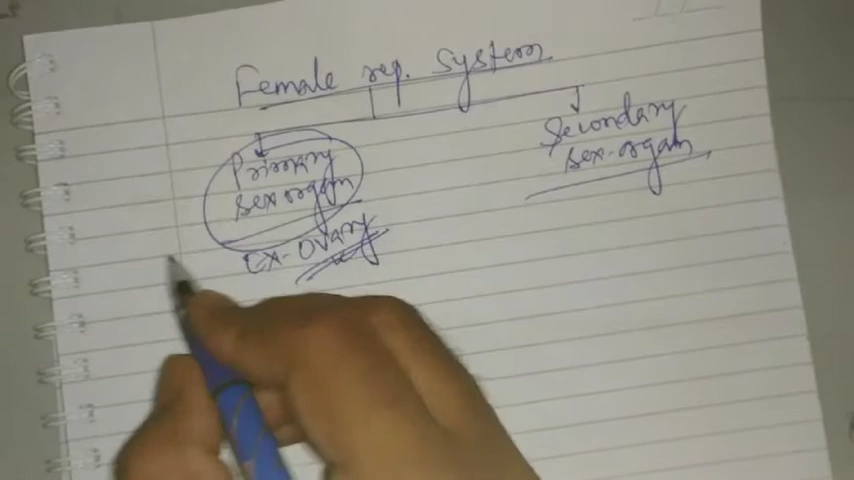 Female rep. System
Primary
sex organ
Ex-Ovary
Secondary
sex-organ